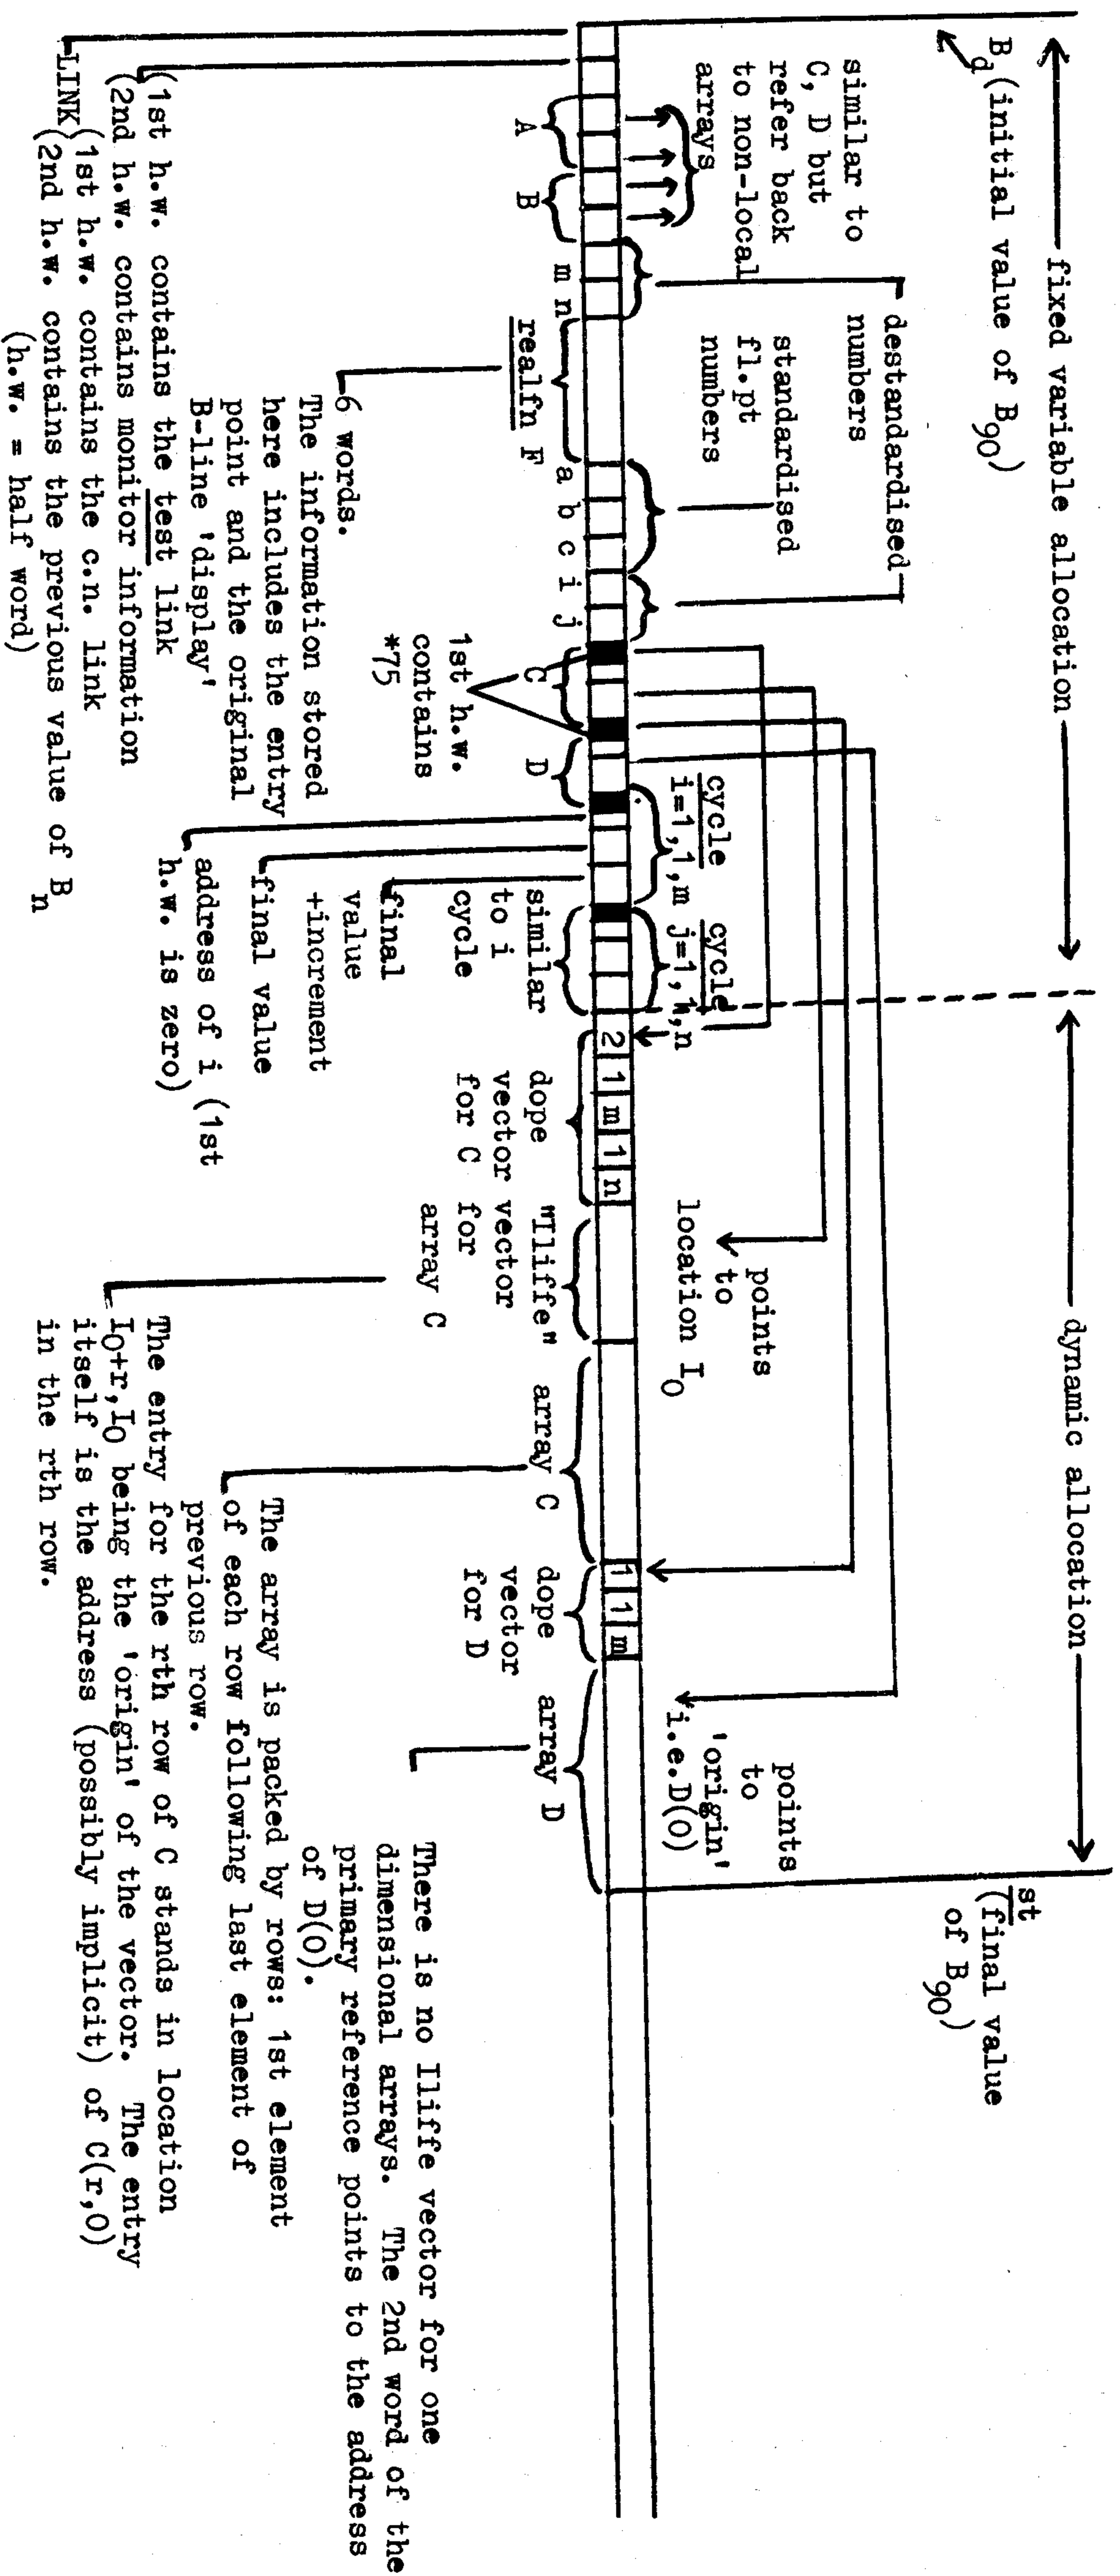 fixed variable allocation
dynamic allocation
B_d (initial value of B_90)
st
(final value
of B_90)
similar to
C, D but
refer back
to non-local
arrays
destandardised
numbers
standardised
fl.pt
numbers
points
to
location I_0
points
to
'origin'
i.e.D(0)
cycle
i=1,1,m
cycle
j=1,1,n
2 1 m 1 n
1 1 m
A
B
m n
realfn F
a b c i j
C
D
1st h.w.
contains
*75
similar
to i
cycle
dope
vector
for C
"Iliffe"
vector
for
array C
array C
dope
vector
for D
array D
6 words.
The information stored
here includes the entry
point and the original
B-line 'display'
final
value
+increment
final value
address of i (1st
h.w. is zero)
There is no Iliffe vector for one
dimensional arrays. The 2nd word of the
primary reference points to the address
of D(0).
The array is packed by rows: 1st element
of each row following last element of
previous row.
The entry for the rth row of C stands in location
I_0+r,I_0 being the 'origin' of the vector. The entry
itself is the address (possibly implicit) of C(r,0)
in the rth row.
(1st h.w. contains the test link
(2nd h.w. contains monitor information
LINK (1st h.w. contains the c.n. link
(2nd h.w. contains the previous value of B_n
(h.w. = half word)